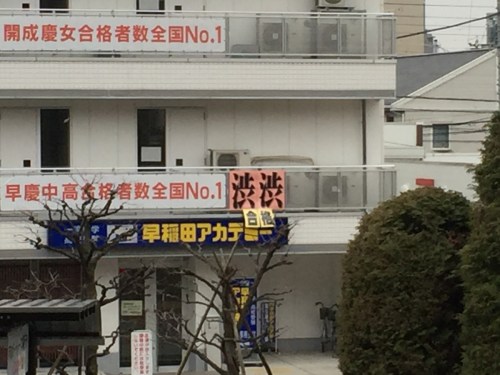 開成慶女合格者数全国No.1
早慶中高合格者数全国No.1
渋渋
合格
早稲田アカデミー